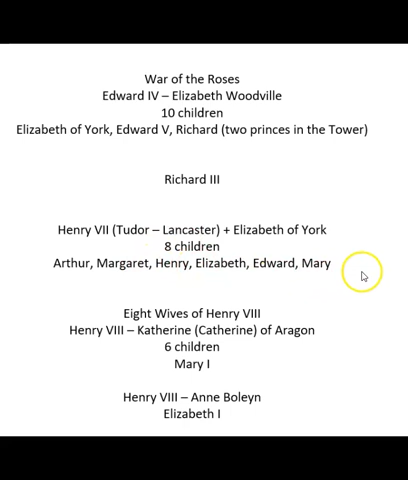 War of the Roses
Edward IV – Elizabeth Woodville
10 children
Elizabeth of York, Edward V, Richard (two princes in the Tower)
Richard III
Henry VII (Tudor – Lancaster) + Elizabeth of York
8 children
Arthur, Margaret, Henry, Elizabeth, Edward, Mary
Eight Wives of Henry VIII
Henry VIII – Katherine (Catherine) of Aragon
6 children
Mary I
Henry VIII – Anne Boleyn
Elizabeth I